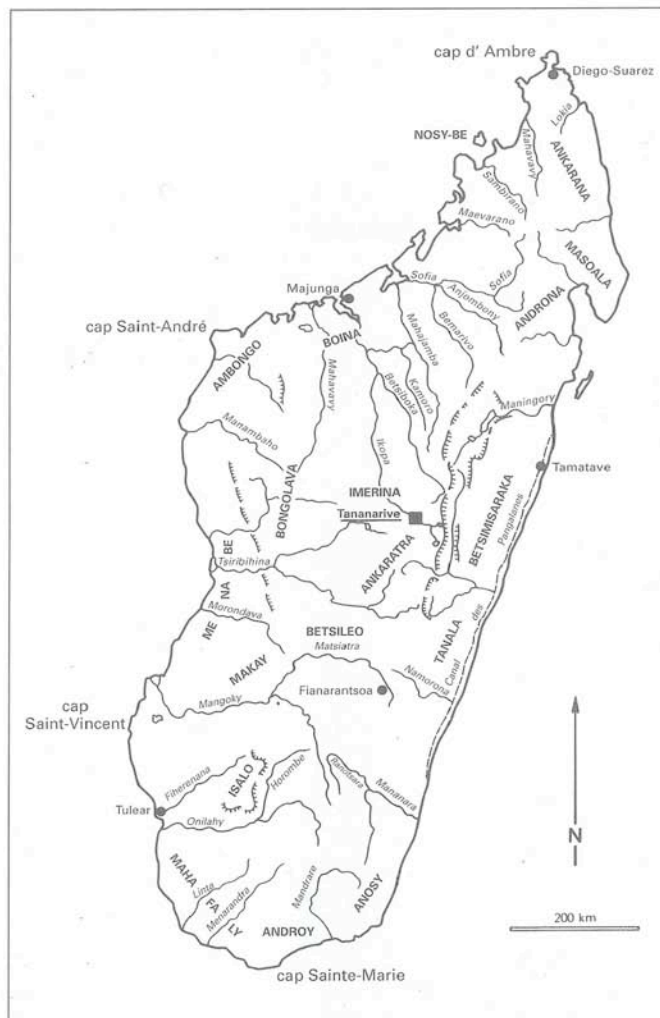 cap d' Ambre
Diego-Suarez
Lokia
NOSY-BE
Mahavavy
ANKARANA
Sambirano
Maevarano
MASOALA
Sofia
Sofia
Anjombony
ANDRONA
Majunga
cap Saint-André
BOINA
AMBONGO
Mahavavy
Mahajamba
Bemarivo
Kamoro
Betsiboka
Maningory
Manambaho
Ikopa
Tamatave
BONGOLAVA
IMERINA
Tananarive
BETSIMISARAKA
Pangalanes
ANKARATRA
BE
Tsiribihina
NA
des
Morondava
ME
BETSILEO
Matsiatra
TANALA
MAKAY
Namorona
Canal
Fianarantsoa
Mangoky
cap
Saint-Vincent
Fiherenana
ISALO
Horombe
Ranotsara
Mananara
Tulear
Onilahy
N
MAHA
Linta
FA
Menarandra
LY
Mandrare
ANOSY
ANDROY
200 km
cap Sainte-Marie